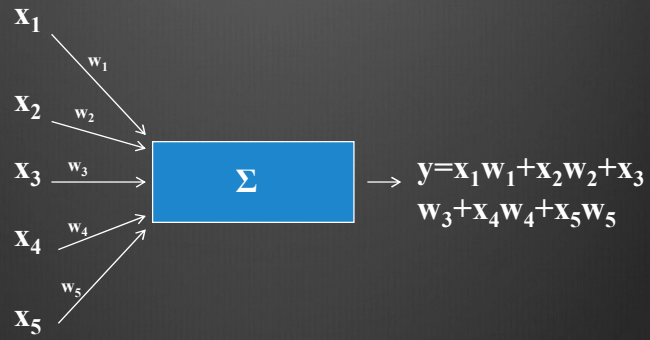 x₁
w₁
x₂
w₂
x₃
w₃
Σ
y=x₁w₁+x₂w₂+x₃
w₃+x₄w₄+x₅w₅
w₄
x₄
w₅
x₅